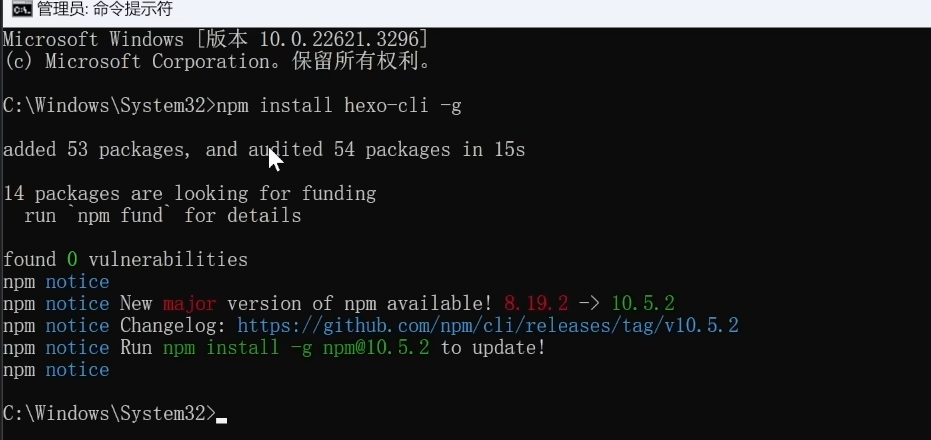 管理员: 命令提示符
Microsoft Windows [版本 10.0.22621.3296]
(c) Microsoft Corporation。保留所有权利。
C:\Windows\System32>npm install hexo-cli -g
added 53 packages, and audited 54 packages in 15s
14 packages are looking for funding
run `npm fund` for details
found 0 vulnerabilities
npm notice
npm notice New major version of npm available! 8.19.2 -> 10.5.2
npm notice Changelog: https://github.com/npm/cli/releases/tag/v10.5.2
npm notice Run npm install -g npm@10.5.2 to update!
npm notice
C:\Windows\System32>